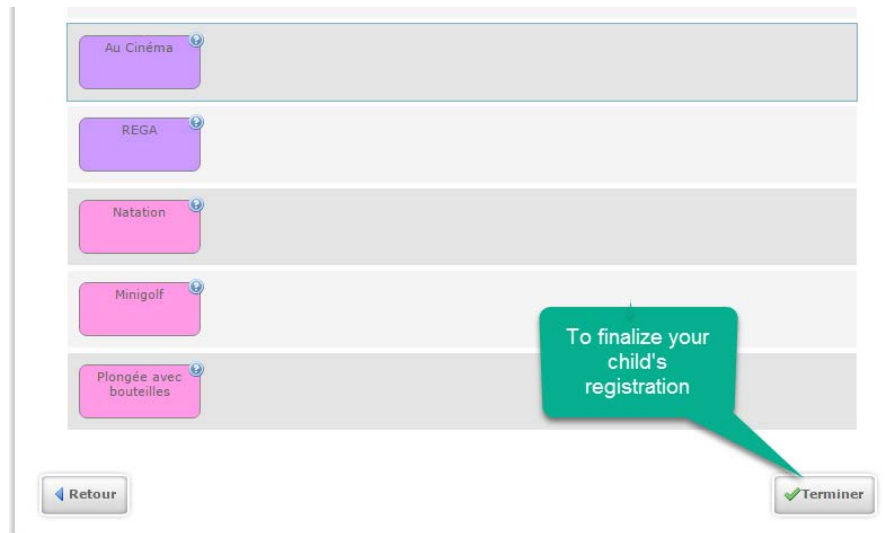 Au Cinéma
REGA
Natation
Minigolf
To finalize your
child's
registration
Plongée avec
bouteilles
Retour
Terminer